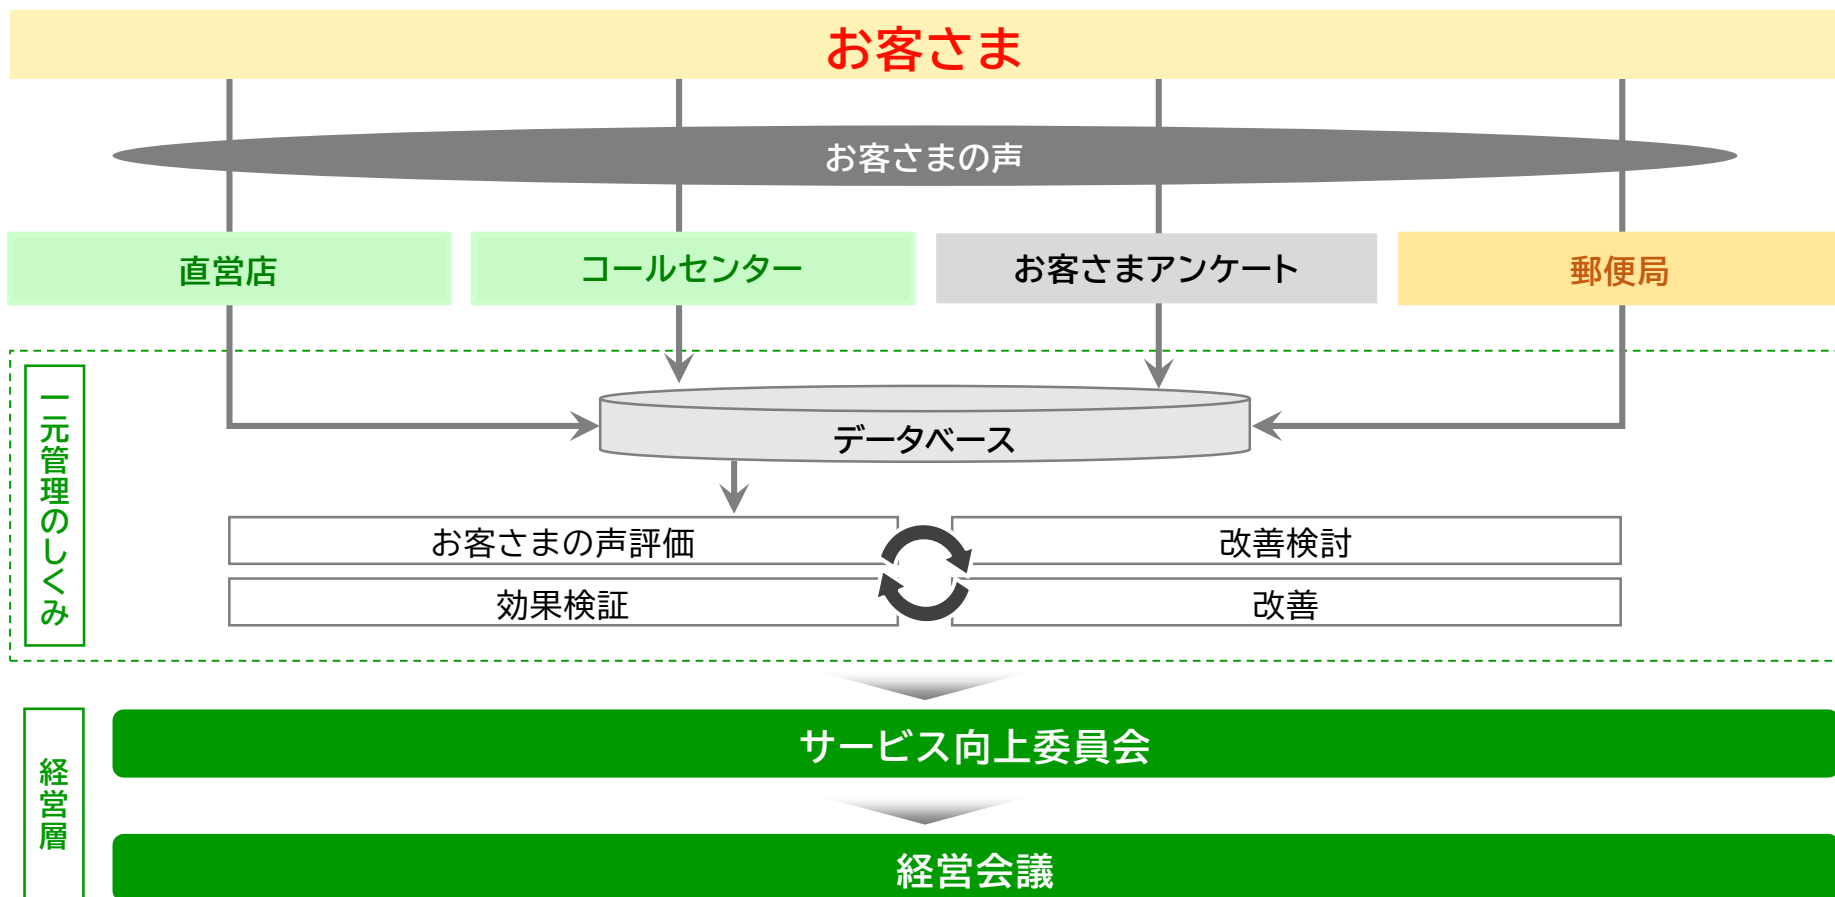 お客さま
お客さまの声
直営店
コールセンター
お客さまアンケート
郵便局
一元管理のしくみ
データベース
お客さまの声評価
改善検討
効果検証
改善
経営層
サービス向上委員会
経営会議